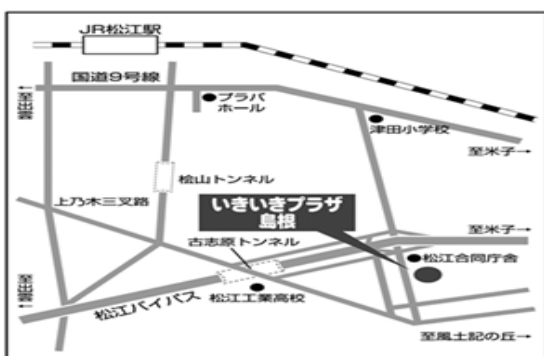 JR松江駅
国道9号線
至出雲
プラバ
ホール
津田小学校
至米子→
桧山トンネル
上乃木三叉路
いきいきプラザ
島根
至米子→
古志原トンネル
松江合同庁舎
至出雲
松江バイパス
松江工業高校
至風土記の丘→